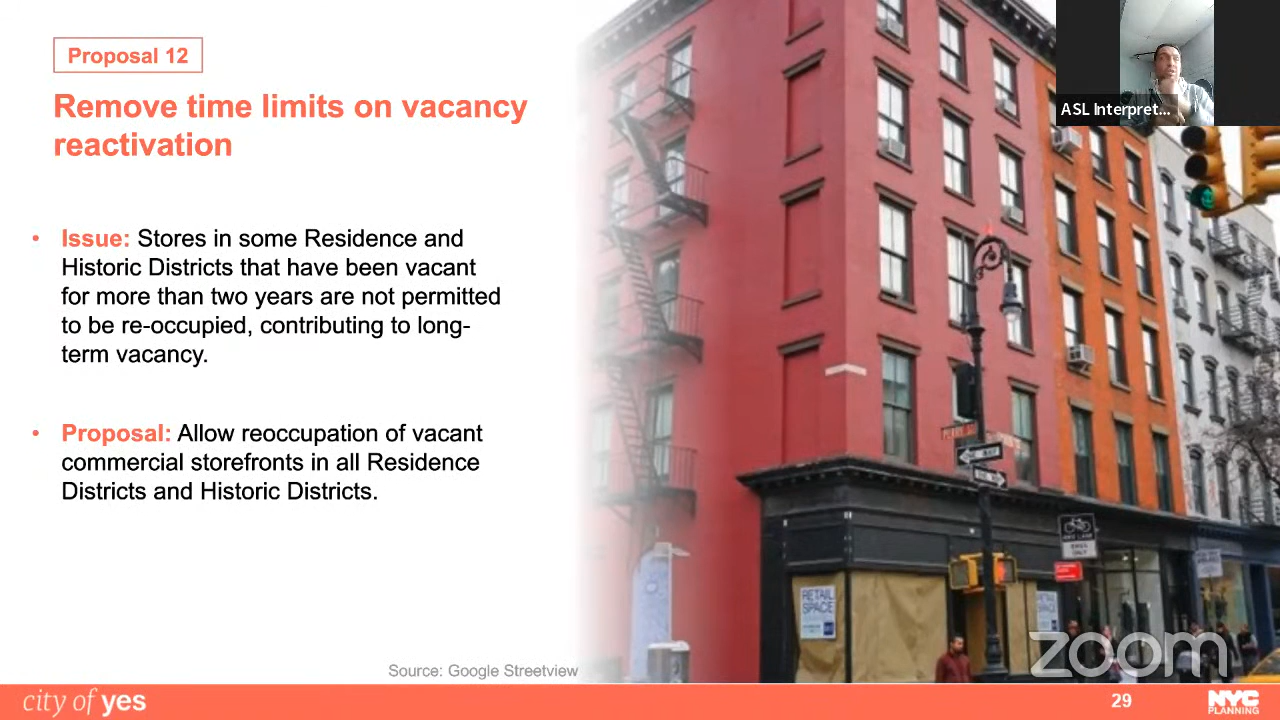 Proposal 12
Remove time limits on vacancy
reactivation
• Issue: Stores in some Residence and
Historic Districts that have been vacant
for more than two years are not permitted
to be re-occupied, contributing to long-
term vacancy.
• Proposal: Allow reoccupation of vacant
commercial storefronts in all Residence
Districts and Historic Districts.
Source: Google Streetview
city of yes
29
NYC
PLANNING
ASL Interpret...
RETAIL
SPACE
RETAIL
SPACE
zoom